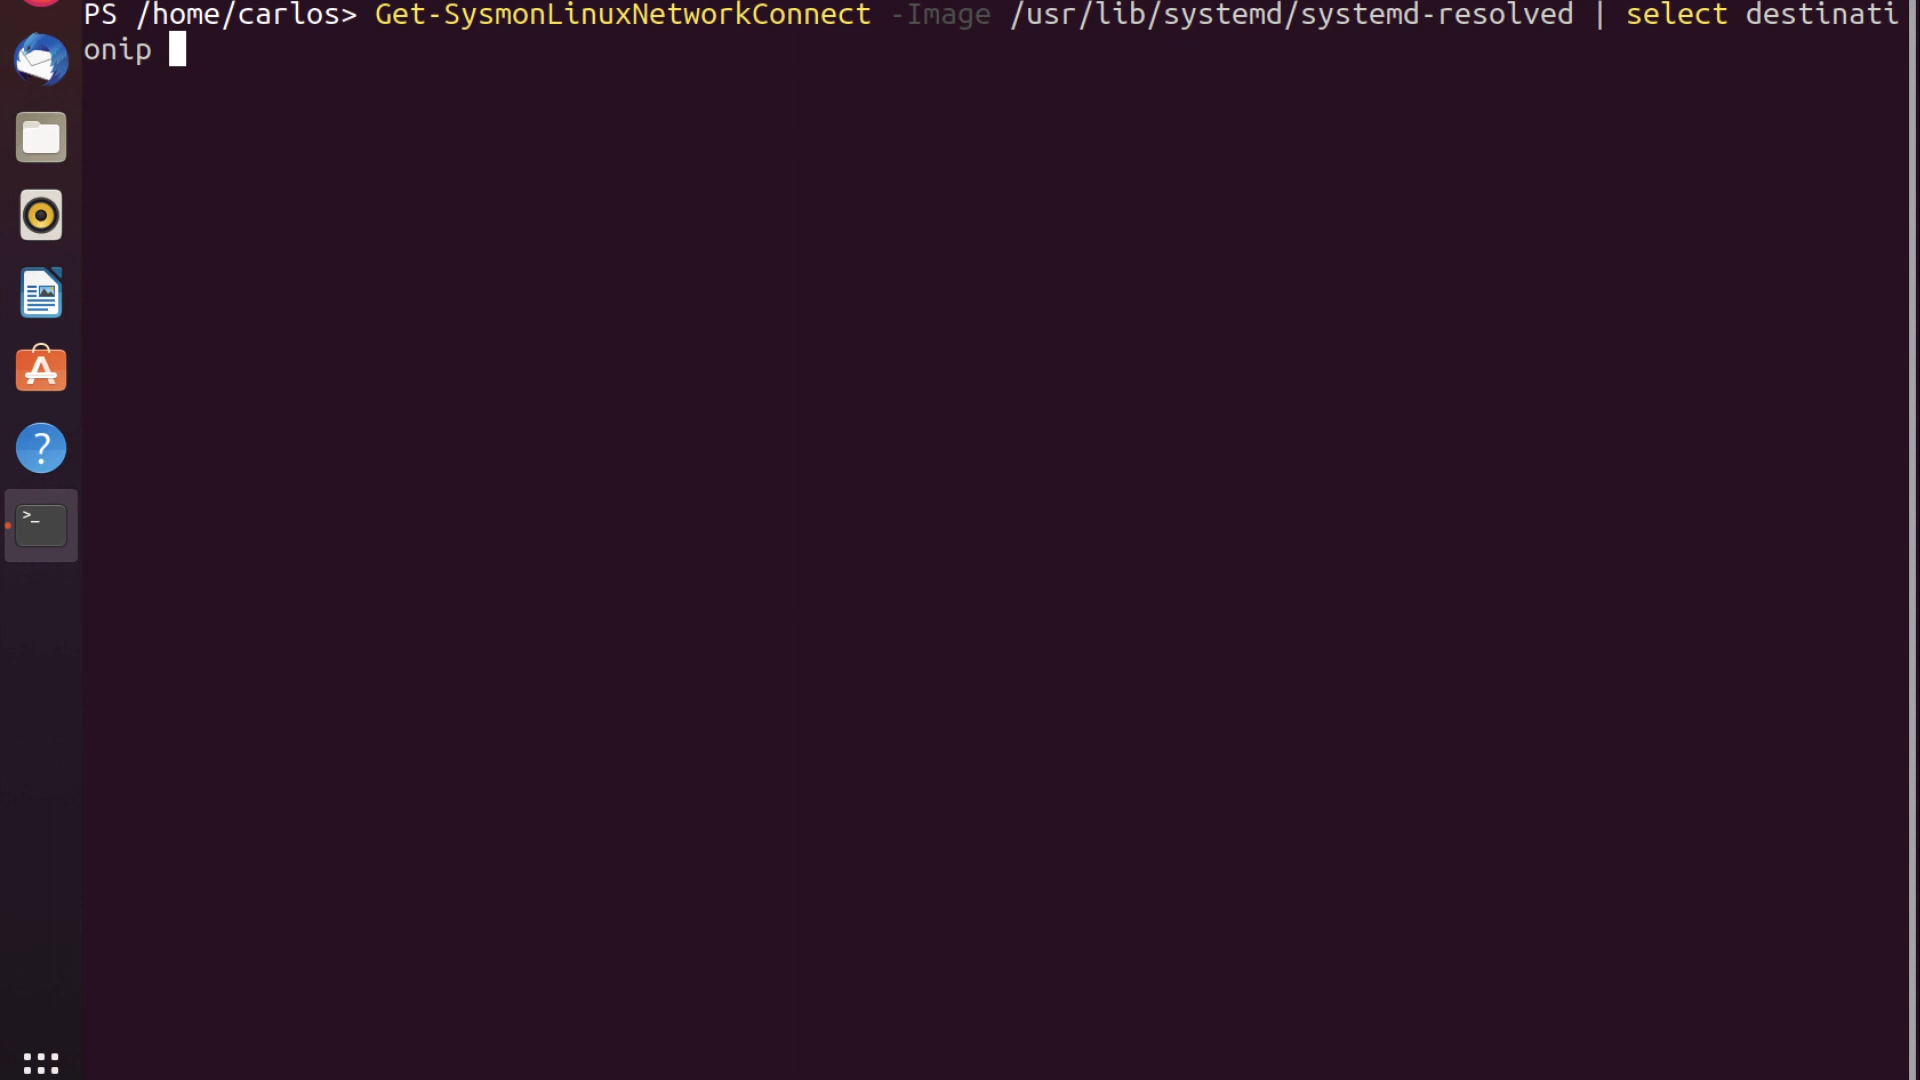 PS /home/carlos> Get-SysmonLinuxNetworkConnect -Image /usr/lib/systemd/systemd-resolved | select destinati
onip
>_
?